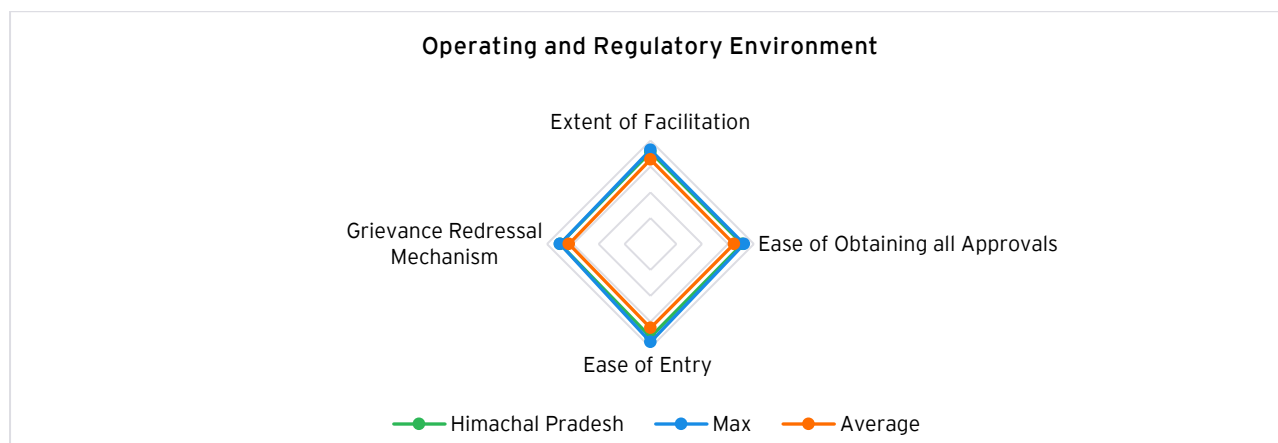 Operating and Regulatory Environment
Extent of Facilitation
Grievance Redressal
Mechanism
Ease of Obtaining all Approvals
Ease of Entry
Himachal Pradesh Max Average